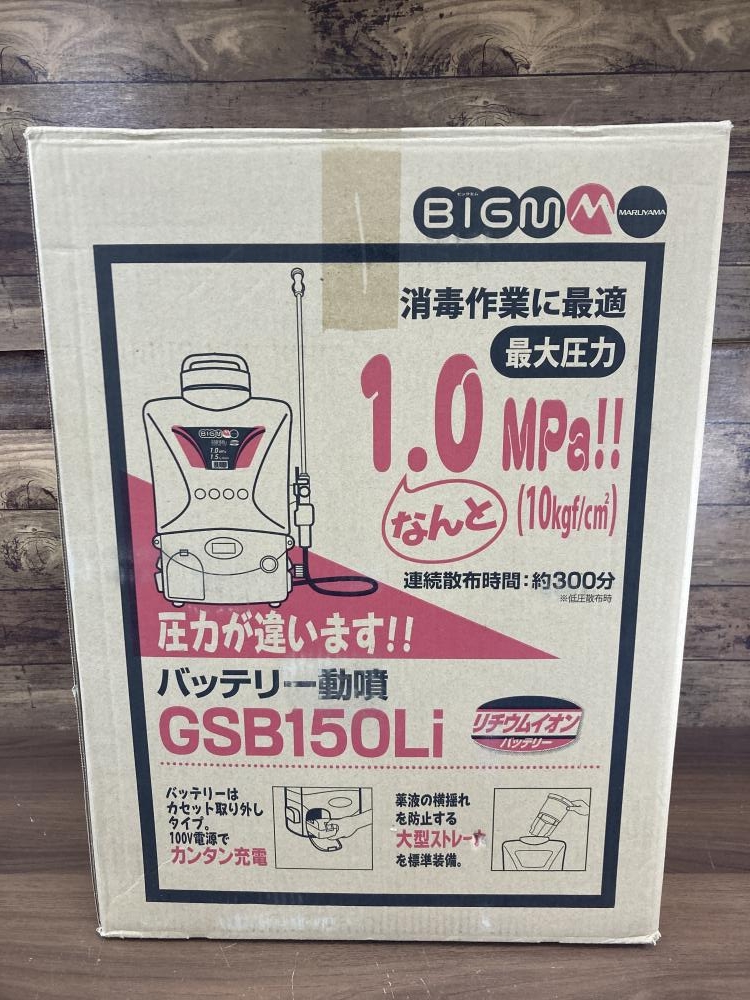 ビッグエム
BIGM M MARUYAMA
消毒作業に最適
最大圧力
1.0 MPa!!
なんと
(10kgf/cm²)
連続散布時間:約300分
※低圧散布時
BIGM
1.0 MPa
圧力が違います!!
バッテリー動噴
GSB150Li
リチウムイオン
バッテリー
バッテリーは
カセット取り外し
タイプ。
100V電源で
カンタン充電
薬液の横揺れ
を防止する
大型ストレーナ
を標準装備。